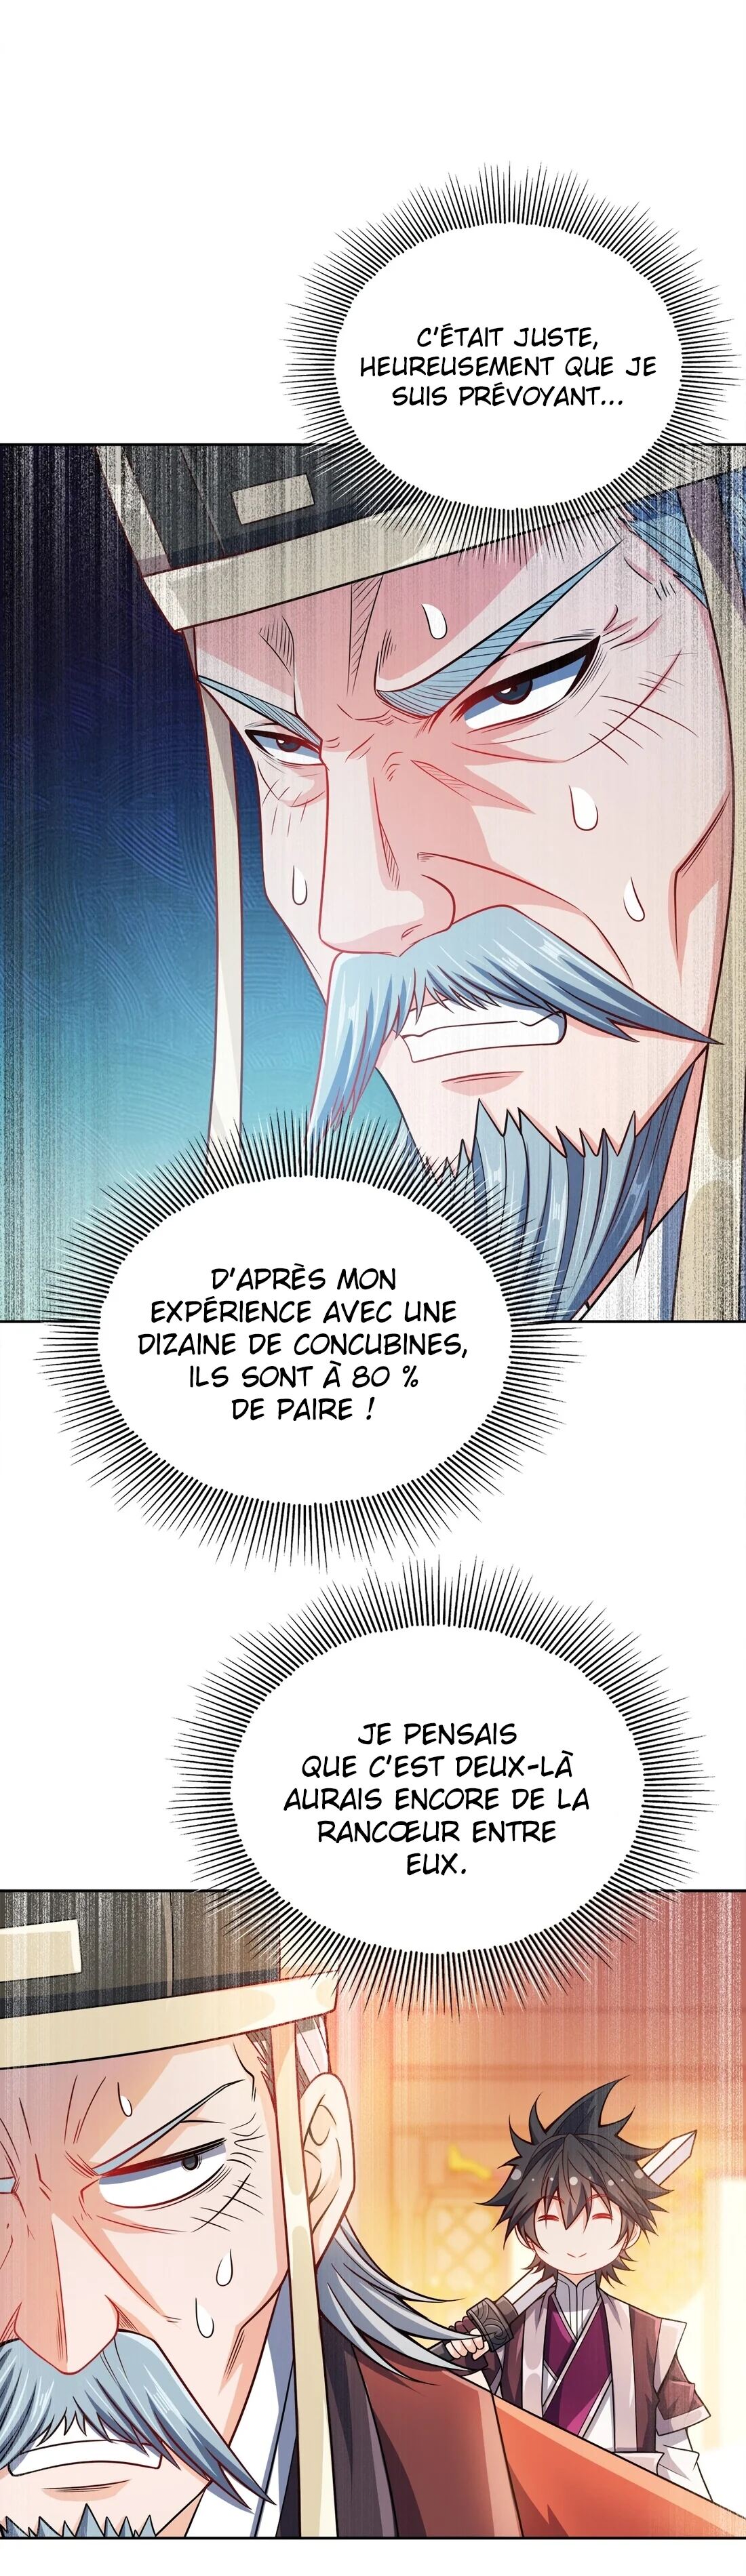 C'ÉTAIT JUSTE,
HEUREUSEMENT QUE JE
SUIS PRÉVOYANT...
D'APRÈS MON
EXPÉRIENCE AVEC UNE
DIZAINE DE CONCUBINES,
ILS SONT À 80 %
DE PAIRE !
JE PENSAIS
QUE C'EST DEUX-LÀ
AURAIS ENCORE DE LA
RANCŒUR ENTRE
EUX.